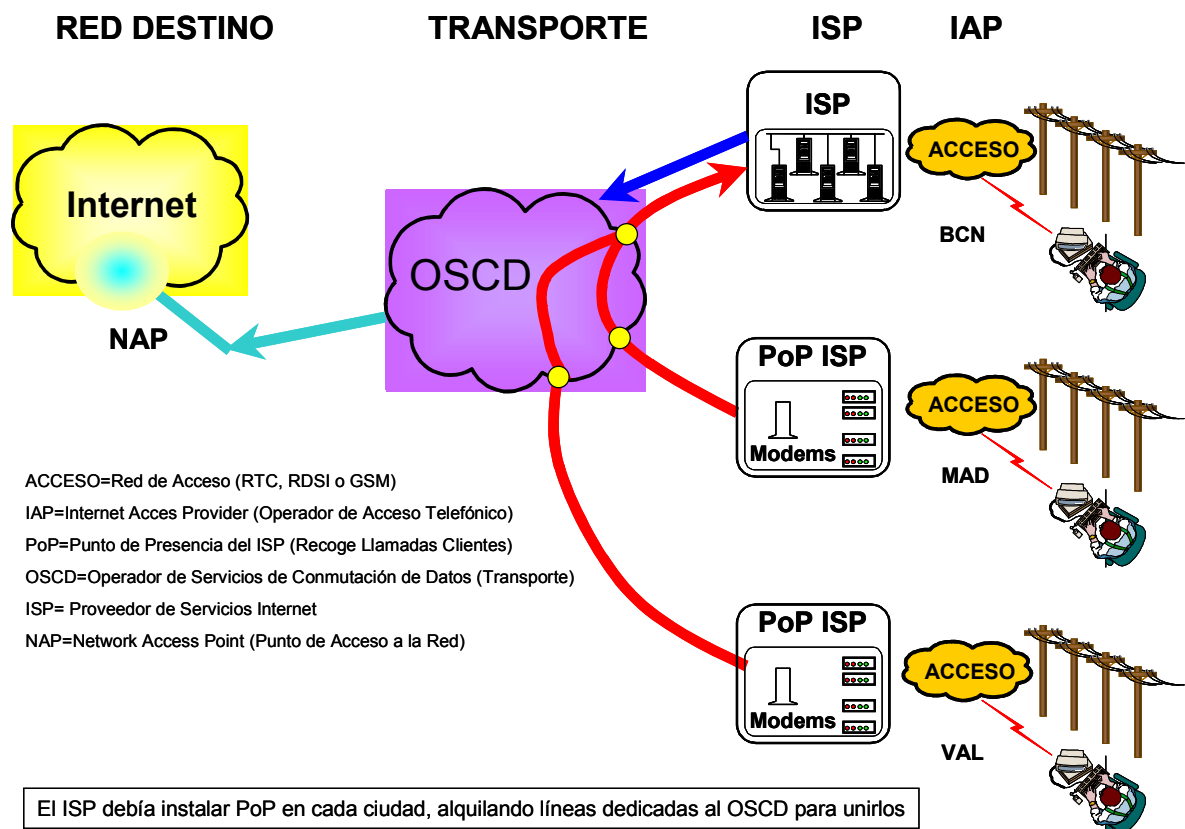 RED DESTINO TRANSPORTE ISP IAP
ISP
ACCESO
BCN
Internet
NAP
OSCD
PoP ISP
Modems
ACCESO
MAD
ACCESO=Red de Acceso (RTC, RDSI o GSM)
IAP=Internet Acces Provider (Operador de Acceso Telefónico)
PoP=Punto de Presencia del ISP (Recoge Llamadas Clientes)
OSCD=Operador de Servicios de Conmutación de Datos (Transporte)
ISP= Proveedor de Servicios Internet
NAP=Network Access Point (Punto de Acceso a la Red)
PoP ISP
Modems
ACCESO
VAL
El ISP debía instalar PoP en cada ciudad, alquilando líneas dedicadas al OSCD para unirlos